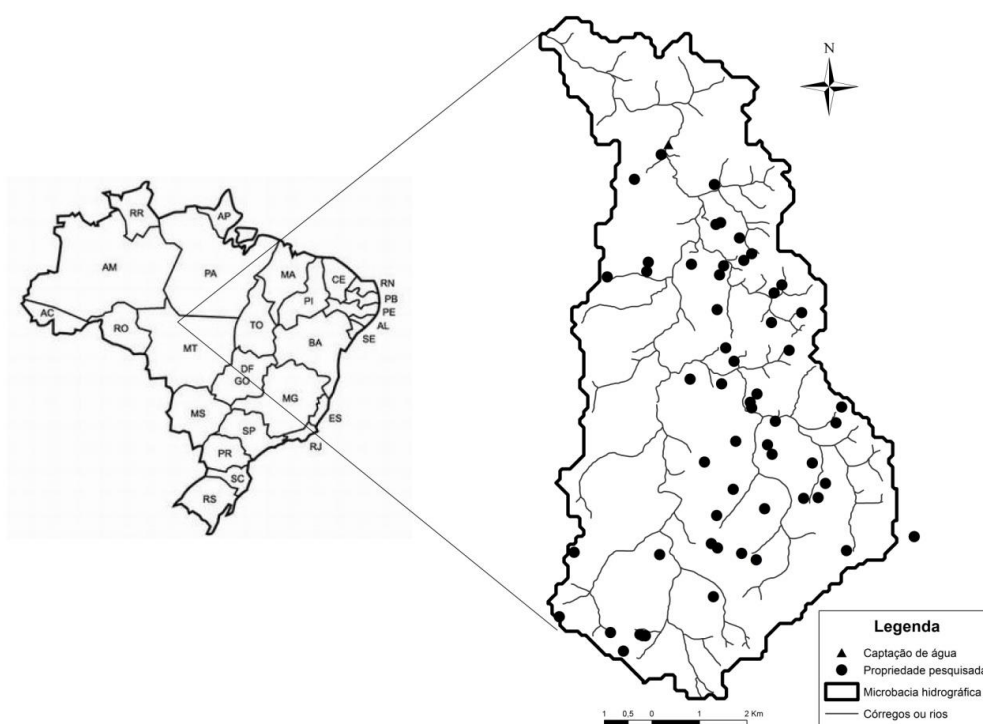 N
RR
AP
AM
PA
MA
CE
RN
PB
PE
AL
SE
PI
AC
RO
TO
BA
MT
DF
GO
MG
ES
MS
SP
RJ
PR
SC
RS
Legenda
Captação de água
Propriedade pesquisada
Microbacia hidrográfica
Córregos ou rios
1 0,5 0 1 2 Km